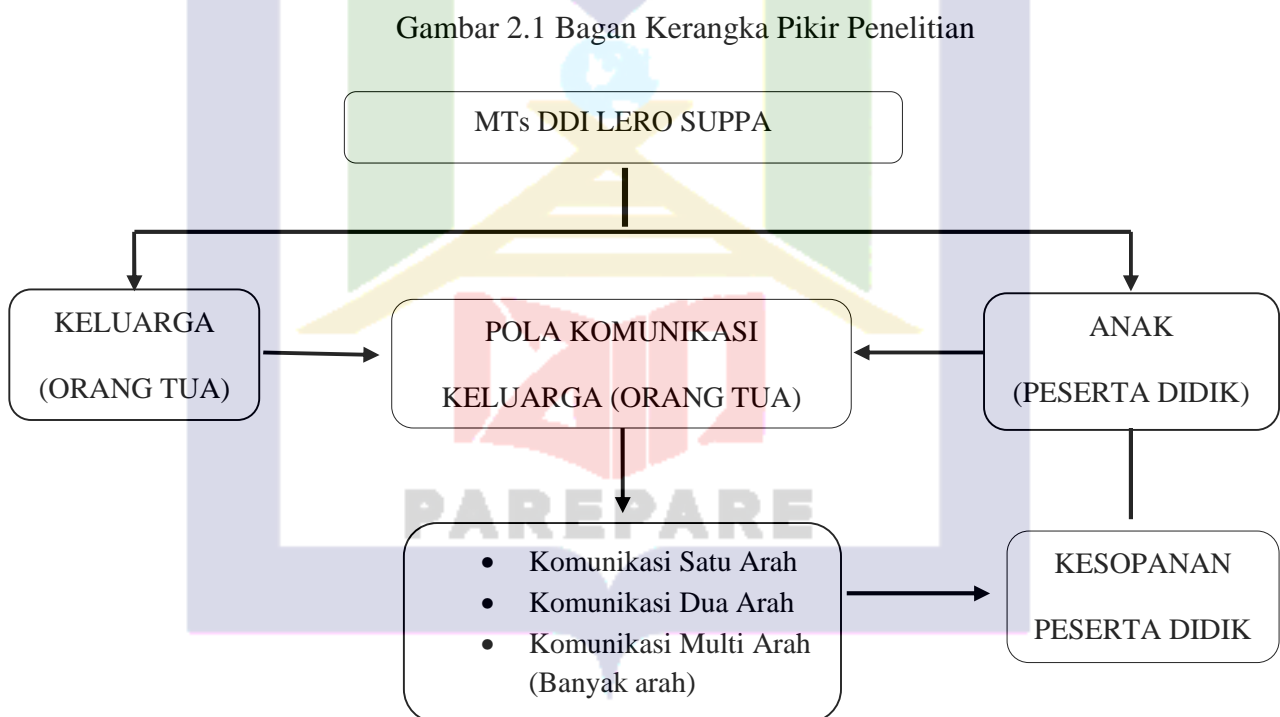 Gambar 2.1 Bagan Kerangka Pikir Penelitian
MTs DDI LERO SUPPA
KELUARGA
(ORANG TUA)
POLA KOMUNIKASI
KELUARGA (ORANG TUA)
ANAK
(PESERTA DIDIK)
PAREPARE
• Komunikasi Satu Arah
• Komunikasi Dua Arah
• Komunikasi Multi Arah
(Banyak arah)
KESOPANAN
PESERTA DIDIK